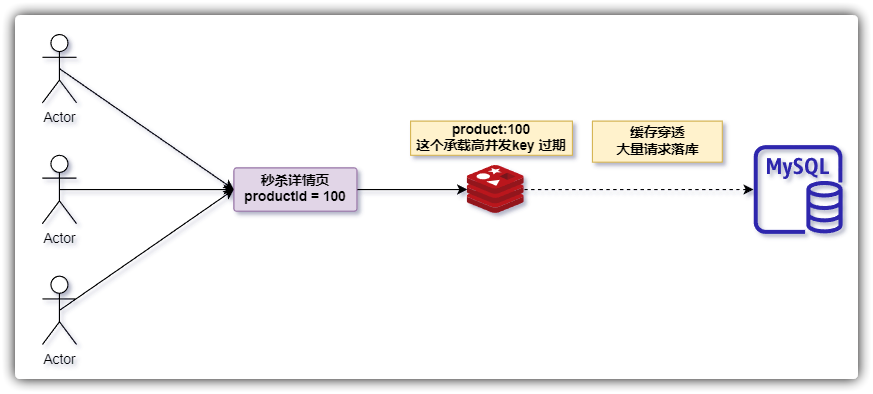 Actor
Actor
Actor
秒杀详情页
productId = 100
product:100
这个承载高并发key 过期
缓存穿透
大量请求落库
MySQL